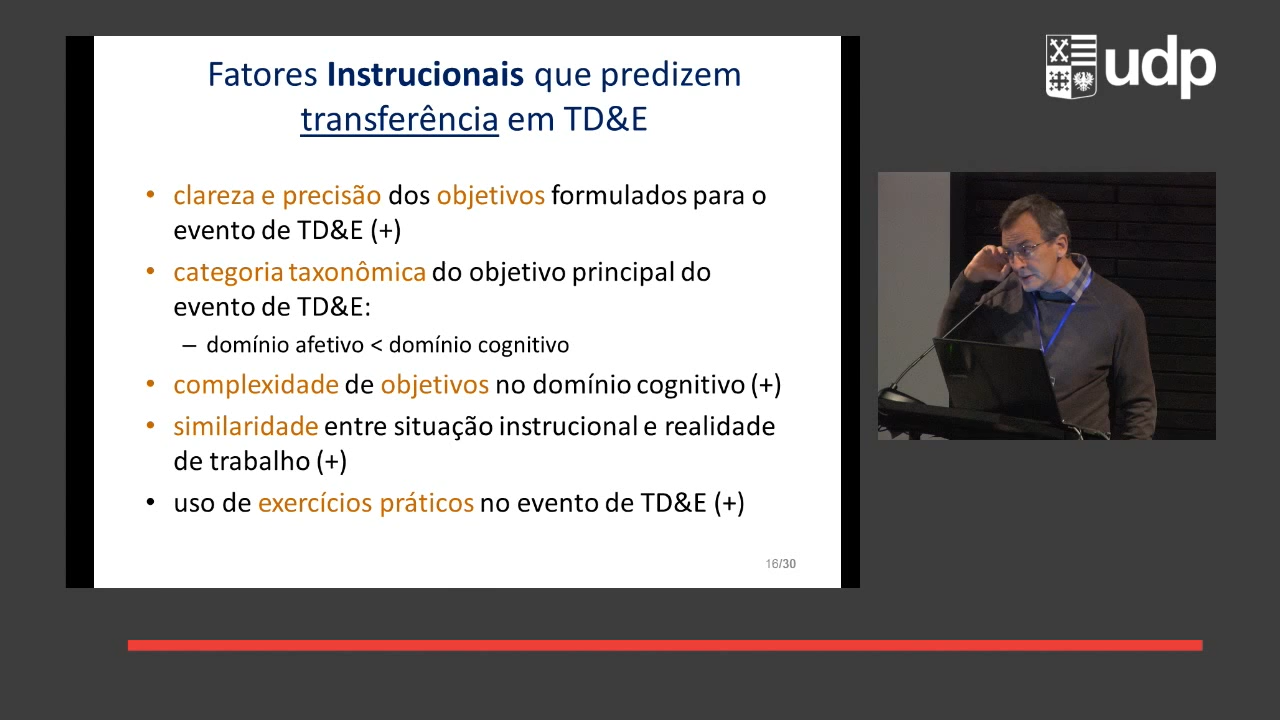 Fatores Instrucionais que predizem
transferência em TD&E
• clareza e precisão dos objetivos formulados para o
evento de TD&E (+)
• categoria taxonômica do objetivo principal do
evento de TD&E:
– domínio afetivo < domínio cognitivo
• complexidade de objetivos no domínio cognitivo (+)
• similaridade entre situação instrucional e realidade
de trabalho (+)
• uso de exercícios práticos no evento de TD&E (+)
16/30
udp